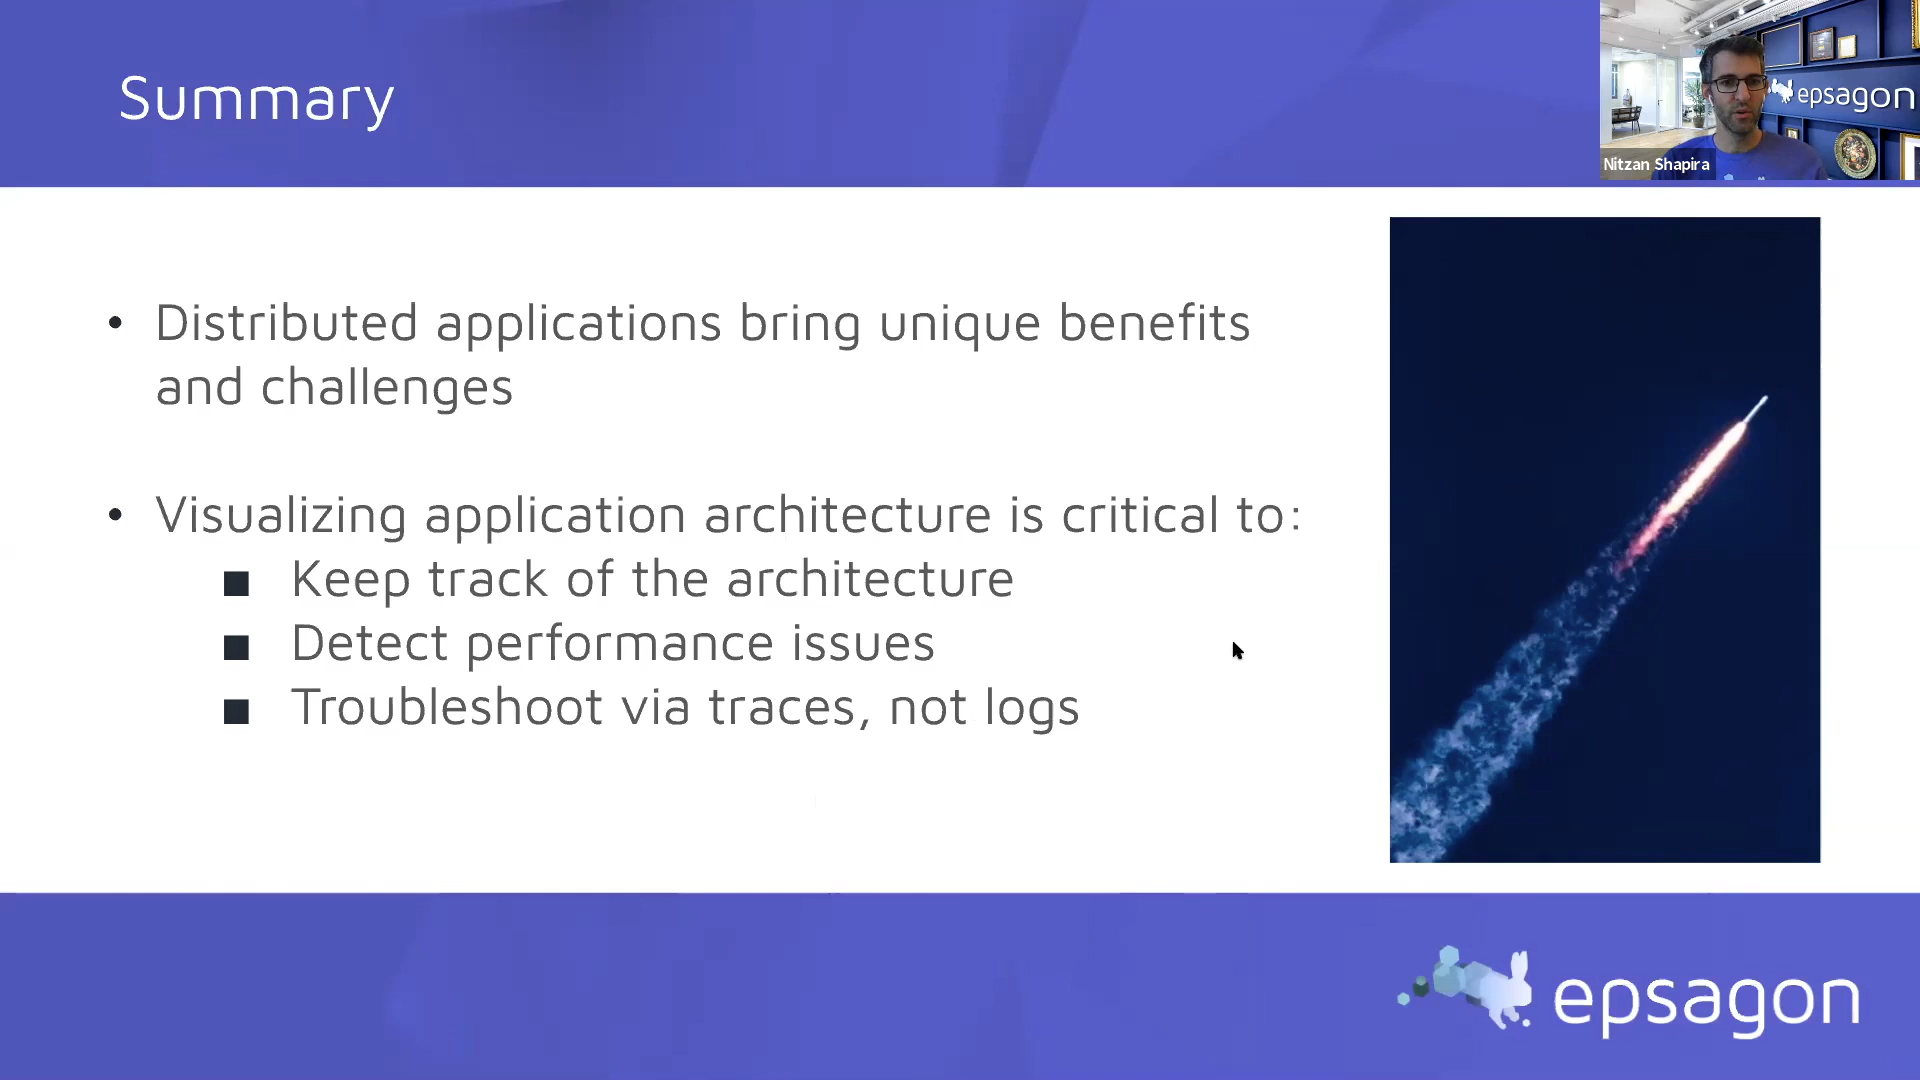 Summary
epsagon
Nitzan Shapira
• Distributed applications bring unique benefits
and challenges
• Visualizing application architecture is critical to:
■ Keep track of the architecture
■ Detect performance issues
■ Troubleshoot via traces, not logs
epsagon